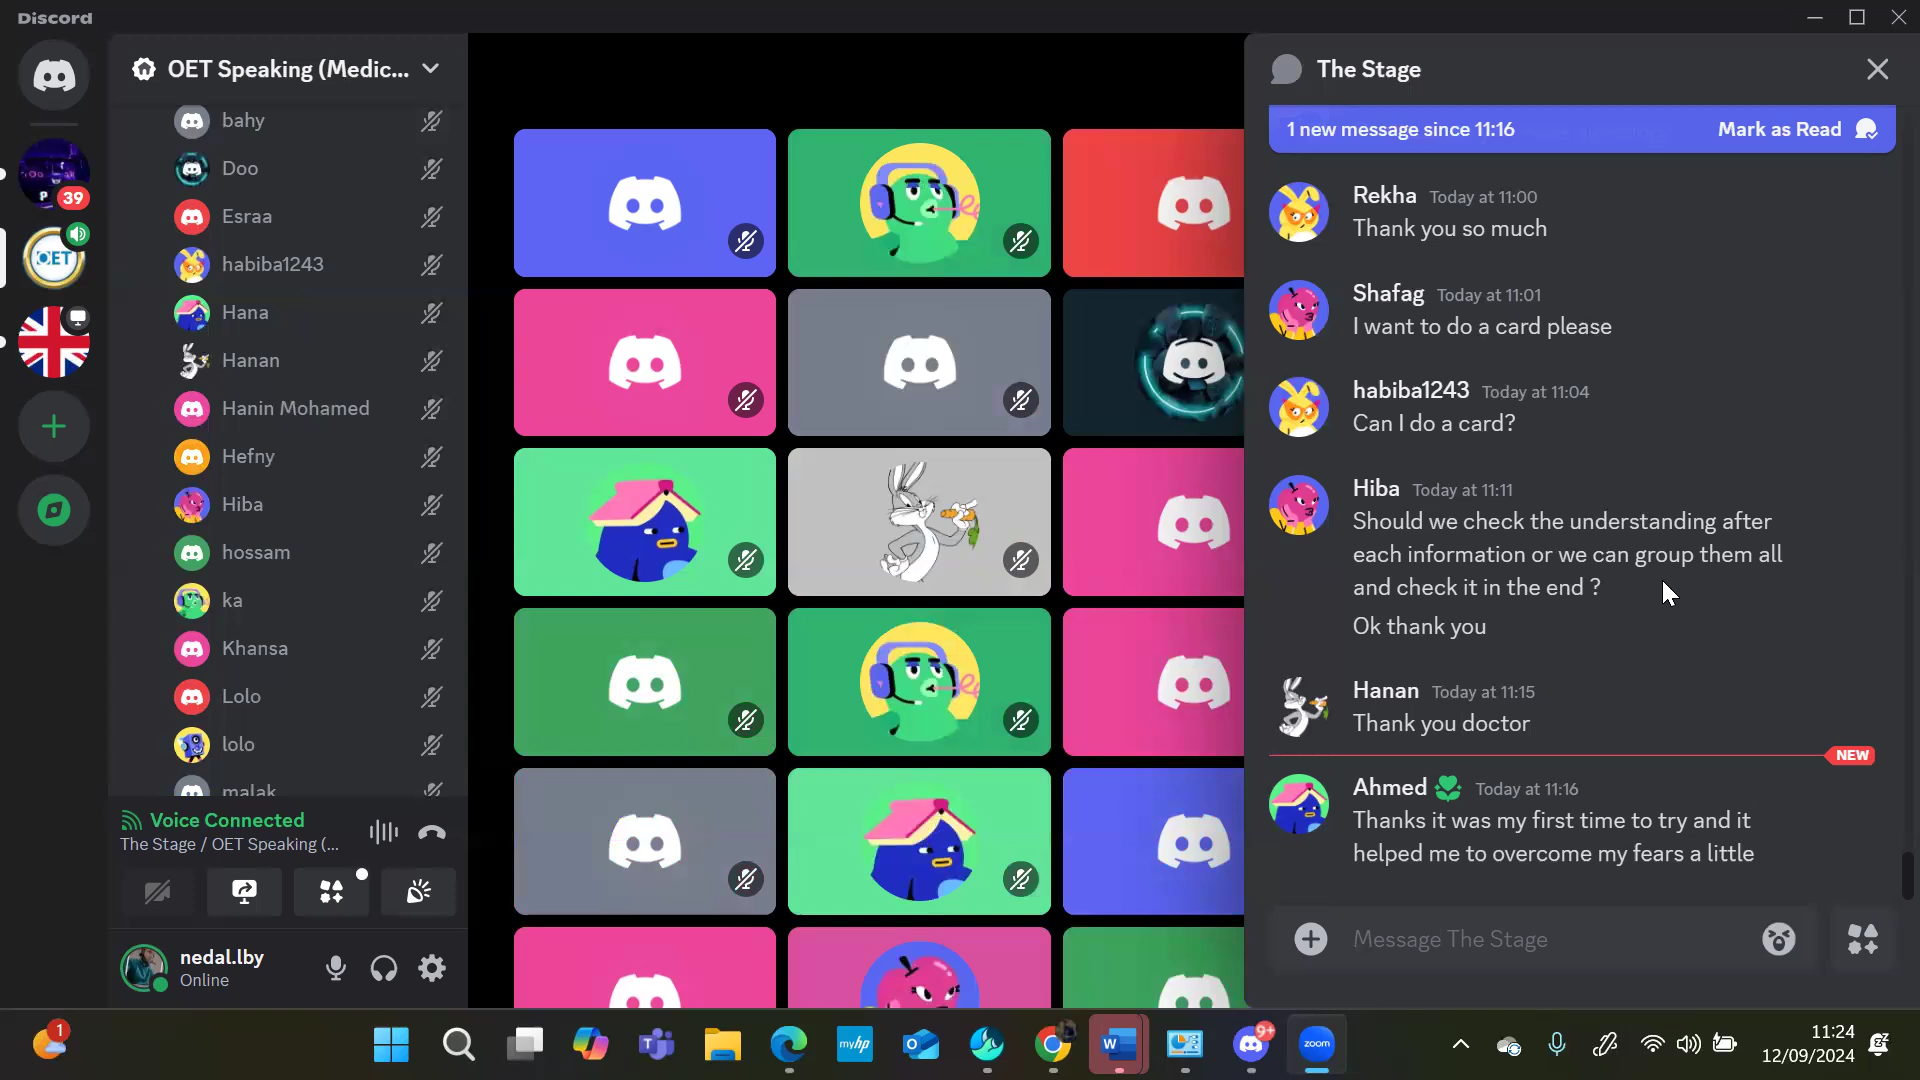 Discord
OET Speaking (Medic...
bahy
Doo
Esraa
habiba1243
Hana
Hanan
Hanin Mohamed
Hefny
Hiba
hossam
ka
Khansa
Lolo
lolo
malak
39
OET
Voice Connected
The Stage / OET Speaking (...
nedal.lby
Online
The Stage
1 new message since 11:16
Mark as Read
Rekha Today at 11:00
Thank you so much
Shafag Today at 11:01
I want to do a card please
habiba1243 Today at 11:04
Can I do a card?
Hiba Today at 11:11
Should we check the understanding after
each information or we can group them all
and check it in the end ?
Ok thank you
Hanan Today at 11:15
Thank you doctor
NEW
Ahmed Today at 11:16
Thanks it was my first time to try and it
helped me to overcome my fears a little
Message The Stage
1
myhp
W
9+
zoom
11:24
12/09/2024